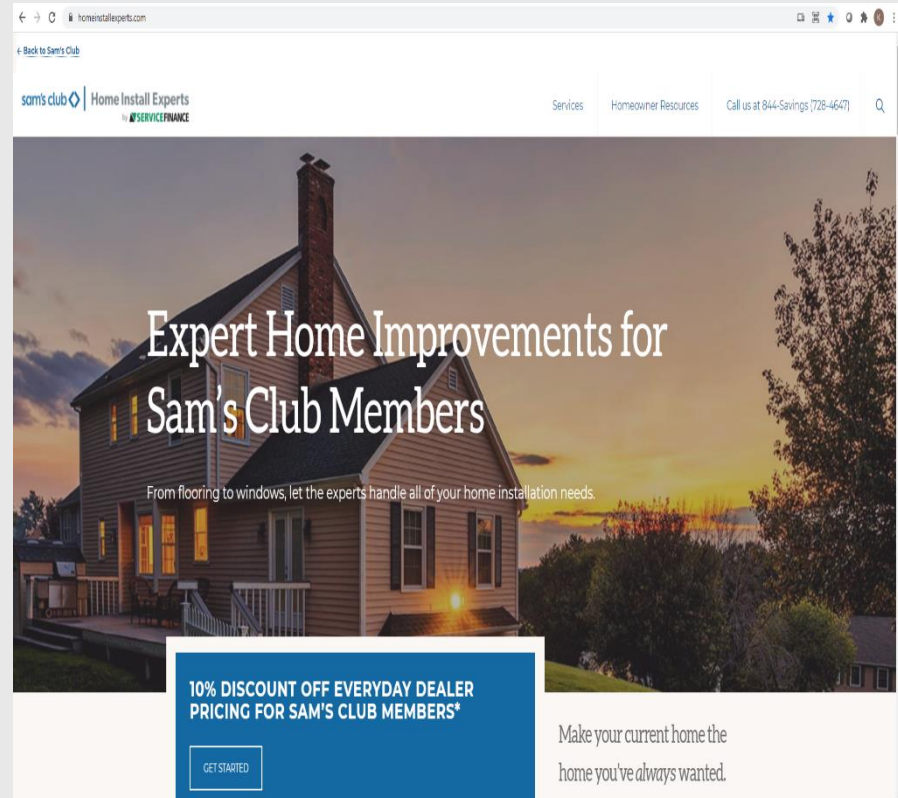 homeinstallexperts.com
← Back to Sam's Club
sam's club Home Install Experts
by SERVICEFINANCE
Services Homeowner Resources Call us at 844-Savings (728-4647)
Expert Home Improvements for
Sam's Club Members
From flooring to windows, let the experts handle all of your home installation needs.
10% DISCOUNT OFF EVERYDAY DEALER
PRICING FOR SAM'S CLUB MEMBERS*
GET STARTED
Make your current home the
home you've always wanted.